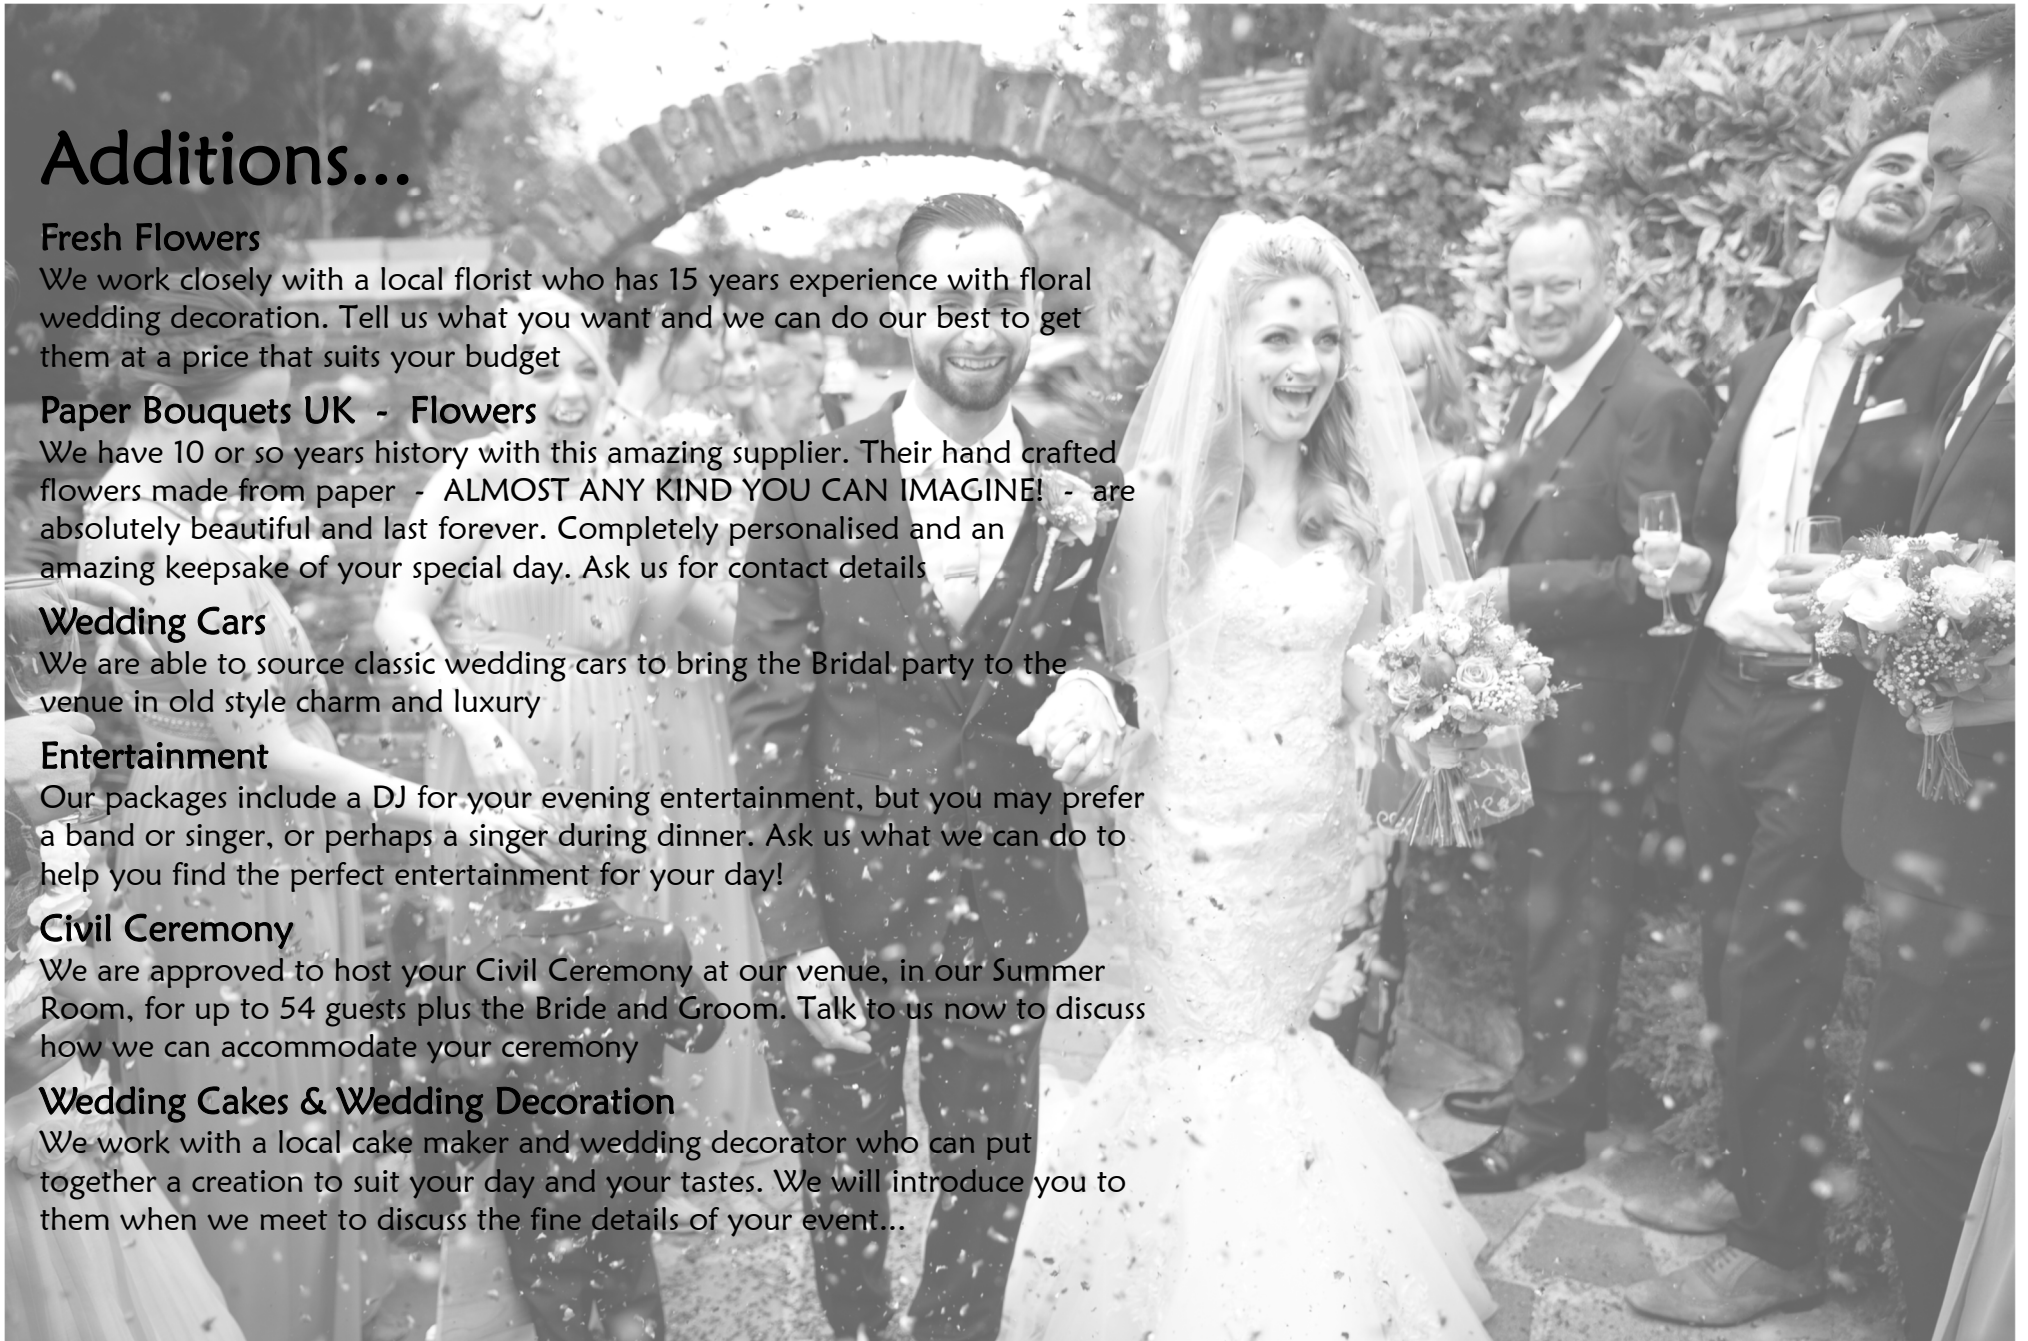 Additions...
Fresh Flowers
We work closely with a local florist who has 15 years experience with floral
wedding decoration. Tell us what you want and we can do our best to get
them at a price that suits your budget
Paper Bouquets UK  -  Flowers
We have 10 or so years history with this amazing supplier. Their hand crafted
flowers made from paper  -  ALMOST ANY KIND YOU CAN IMAGINE!  -  are
absolutely beautiful and last forever. Completely personalised and an
amazing keepsake of your special day. Ask us for contact details
Wedding Cars
We are able to source classic wedding cars to bring the Bridal party to the
venue in old style charm and luxury
Entertainment
Our packages include a DJ for your evening entertainment, but you may prefer
a band or singer, or perhaps a singer during dinner. Ask us what we can do to
help you find the perfect entertainment for your day!
Civil Ceremony
We are approved to host your Civil Ceremony at our venue, in our Summer
Room, for up to 54 guests plus the Bride and Groom. Talk to us now to discuss
how we can accommodate your ceremony
Wedding Cakes & Wedding Decoration
We work with a local cake maker and wedding decorator who can put
together a creation to suit your day and your tastes. We will introduce you to
them when we meet to discuss the fine details of your event...